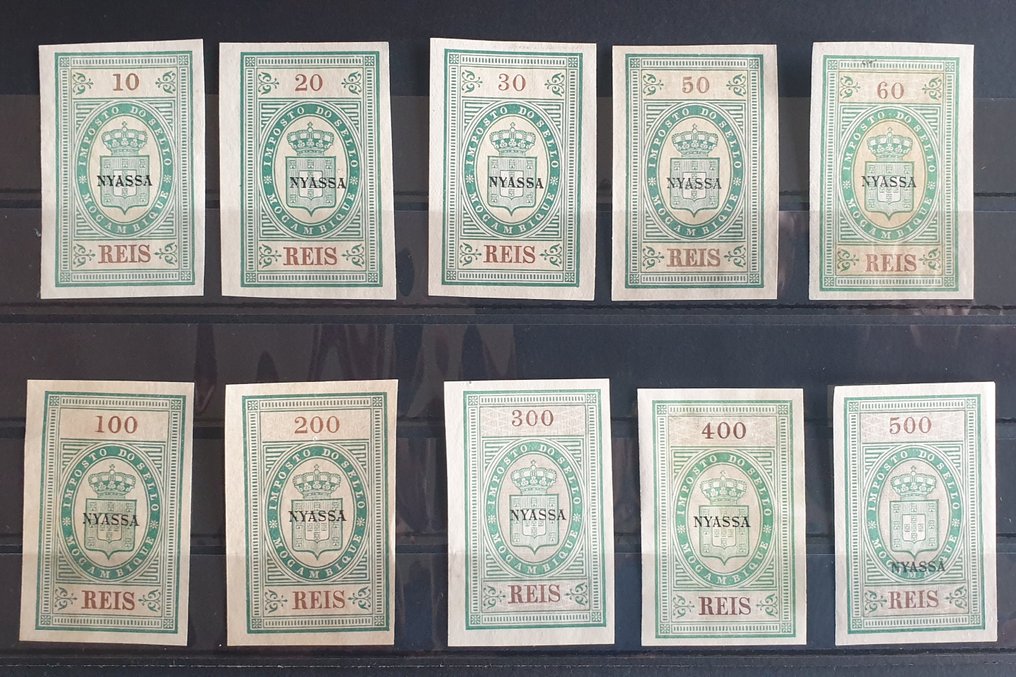 10
IMPOSTO DO SELLO
NYASSA
MOÇAMBIQUE
REIS
20
IMPOSTO DO SELLO
NYASSA
MOÇAMBIQUE
REIS
30
IMPOSTO DO SELLO
NYASSA
MOÇAMBIQUE
REIS
50
IMPOSTO DO SELLO
NYASSA
MOÇAMBIQUE
REIS
60
IMPOSTO DO SELLO
NYASSA
MOÇAMBIQUE
REIS
100
IMPOSTO DO SELLO
NYASSA
MOÇAMBIQUE
REIS
200
IMPOSTO DO SELLO
NYASSA
MOÇAMBIQUE
REIS
300
IMPOSTO DO SELLO
NYASSA
MOÇAMBIQUE
REIS
400
IMPOSTO DO SELLO
NYASSA
MOÇAMBIQUE
REIS
500
IMPOSTO DO SELLO
NYASSA
MOÇAMBIQUE
REIS